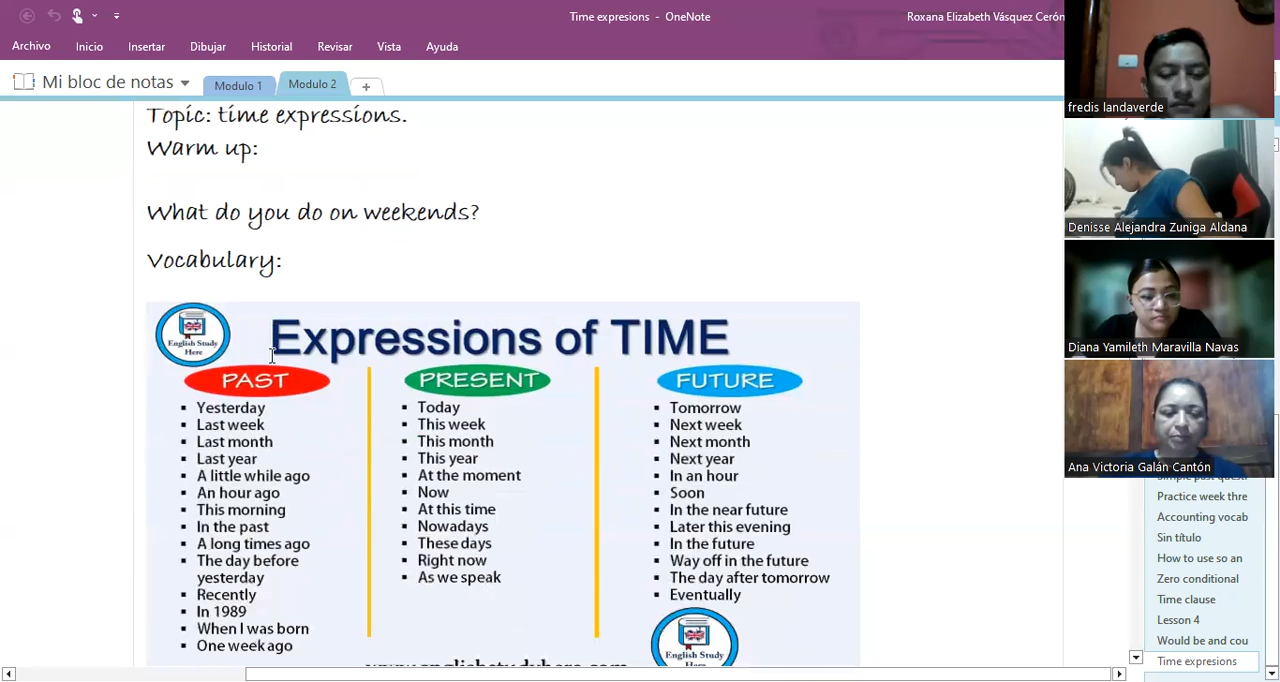 Time expresions - OneNote
Roxana Elizabeth Vásquez Cerón
Archivo
Inicio
Insertar
Dibujar
Historial
Revisar
Vista
Ayuda
Mi bloc de notas
Modulo 1
Modulo 2
Topic: time expressions.
Warm up:
What do you do on weekends?
Vocabulary:
English Study
Here
Expressions of TIME
PAST
Yesterday
Last week
Last month
Last year
A little while ago
An hour ago
This morning
In the past
A long times ago
The day before
yesterday
Recently
In 1989
When I was born
One week ago
PRESENT
Today
This week
This month
This year
At the moment
Now
At this time
Nowadays
These days
Right now
As we speak
FUTURE
Tomorrow
Next week
Next month
Next year
In an hour
Soon
In the near future
Later this evening
In the future
Way off in the future
The day after tomorrow
Eventually
English Study
Here
www.englishstudyhere.com
fredis landaverde
Denisse Alejandra Zuniga Aldana
Diana Yamileth Maravilla Navas
Ana Victoria Galán Cantón
Practice week thre
Accounting vocab
Sin título
How to use so an
Zero conditional
Time clause
Lesson 4
Would be and cou
Time expresions